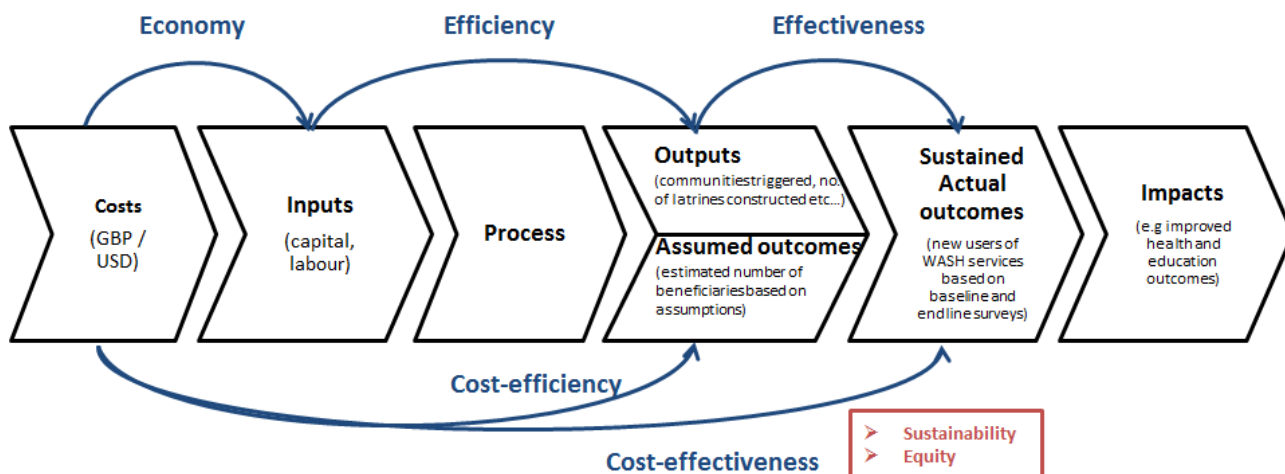 Economy
Efficiency
Effectiveness
Costs
(GBP /
USD)
Inputs
(capital,
labour)
Process
Outputs
(communitiestriggered, no.
of latrines constructed etc...)
Assumed outcomes
(estimated number of
beneficiariesbased on
assumptions)
Sustained
Actual
outcomes
(new users of
WASH services
based on
baseline and
endline surveys)
Impacts
(e.g improved
health and
education
outcomes)
Cost-efficiency
Cost-effectiveness
➤ Sustainability
➤ Equity